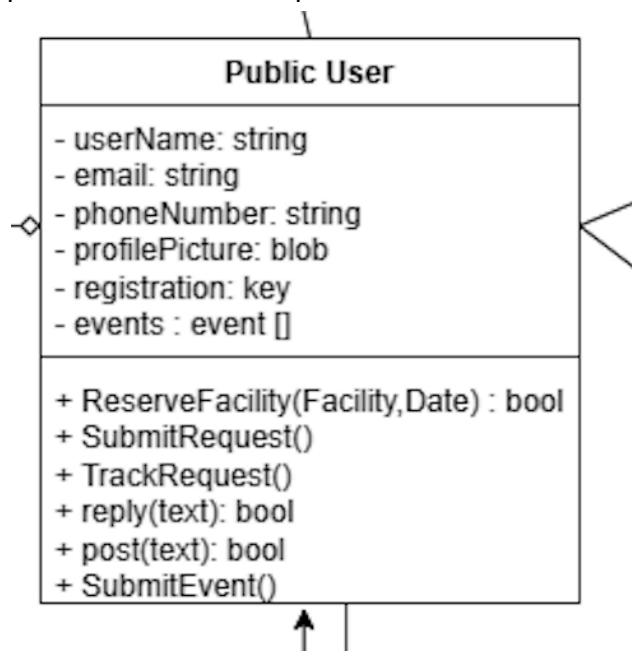 Public User
- userName: string
- email: string
- phoneNumber: string
- profilePicture: blob
- registration: key
- events : event []
+ ReserveFacility(Facility,Date) : bool
+ SubmitRequest()
+ TrackRequest()
+ reply(text): bool
+ post(text): bool
+ SubmitEvent()